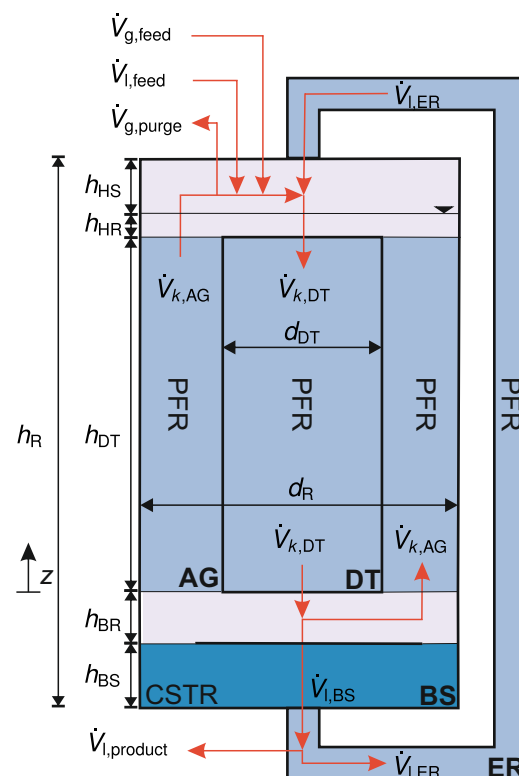 V̇g,feed
V̇l,feed
V̇l,ER
V̇g,purge
hHS
hHR
V̇k,AG
V̇k,DT
dDT
PFR
PFR
PFR
hR
hDT
dR
V̇k,DT
V̇k,AG
z
AG
DT
hBR
hBS
CSTR
V̇l,BS
BS
V̇l,product
V̇l,ER
ER